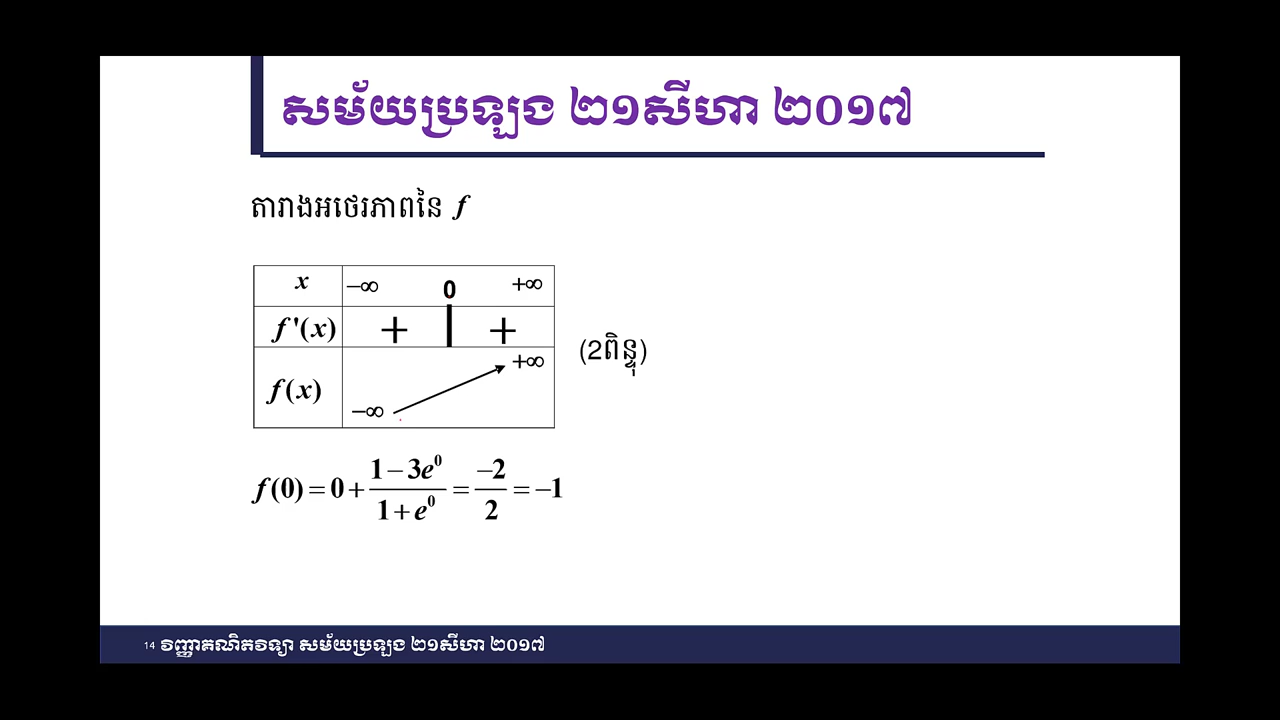 សម័យប្រឡង ២១សីហា ២០១៧
តារាងអថេរភាពនៃ f
x −∞ 0 +∞
f'(x) + +
f(x) −∞ +∞
(2ពិន្ទុ)
f(0) = 0 + (1 − 3e⁰)/(1 + e⁰) = −2/2 = −1
14 វិញ្ញាគណិតវិទ្យា សម័យប្រឡង ២១សីហា ២០១៧